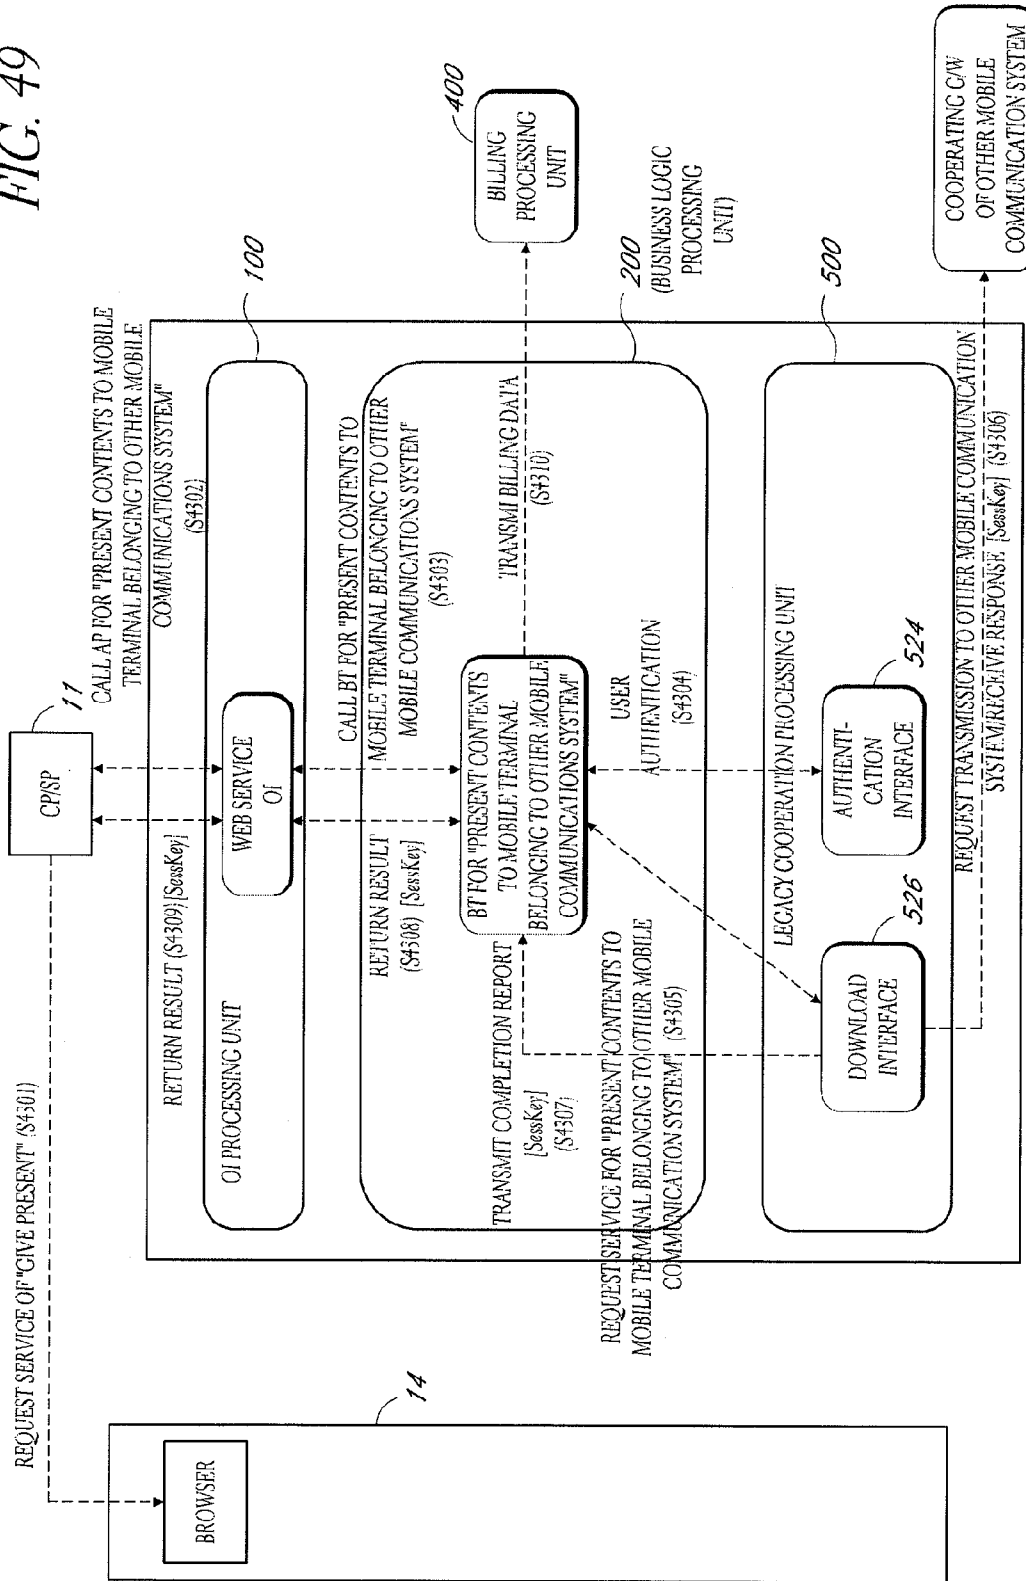 FIG. 49
REQUEST SERVICE OF "GIVE PRESENT" (S4301)
11
CP/SP
CALL AP FOR "PRESENT CONTENTS TO MOBILE
TERMINAL BELONGING TO OTHER MOBILE
COMMUNICATIONS SYSTEM"
(S4302)
RETURN RESULT (S4309) [SessKey]
100
OI PROCESSING UNIT
WEB SERVICE
OI
14
BROWSER
CALL BT FOR "PRESENT CONTENTS TO
MOBILE TERMINAL BELONGING TO OTHER
MOBILE COMMUNICATIONS SYSTEM"
(S4303)
RETURN RESULT
(S4308) [SessKey]
400
BILLING
PROCESSING
UNIT
TRANSMI BILLING DATA
(S4310)
200
(BUSINESS LOGIC
PROCESSING
UNIT)
BT FOR "PRESENT CONTENTS
TO MOBILE TERMINAL
BELONGING TO OTHER MOBILE
COMMUNICATIONS SYSTEM"
TRANSMIT COMPLETION REPORT
[SessKey]
(S4307)
USER
AUTHENTICATION
(S4304)
REQUEST SERVICE FOR "PRESENT CONTENTS TO
MOBILE TERMINAL BELONGING TO OTHER MOBILE
COMMUNICATION SYSTEM" (S4305)
500
LEGACY COOPERATION PROCESSING UNIT
524
AUTHENTI-
CATION
INTERFACE
526
DOWNLOAD
INTERFACE
REQUEST TRANSMISSION TO OTHER MOBILE COMMUNICATION
SYSTEM/RECEIVE RESPONSE [SessKey] (S4306)
COOPERATING G/W
OF OTHER MOBILE
COMMUNICATION SYSTEM